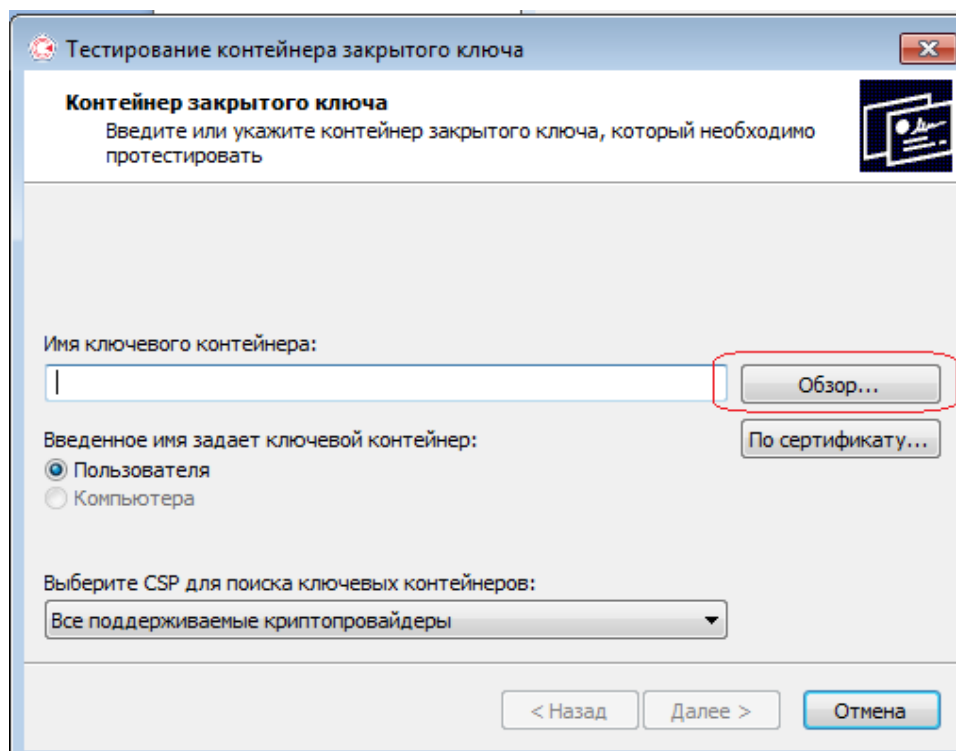 Тестирование контейнера закрытого ключа
Контейнер закрытого ключа
Введите или укажите контейнер закрытого ключа, который необходимо
протестировать
Имя ключевого контейнера:
Обзор...
Введенное имя задает ключевой контейнер:
По сертификату...
Пользователя
Компьютера
Выберите CSP для поиска ключевых контейнеров:
Все поддерживаемые криптопровайдеры
< Назад
Далее >
Отмена